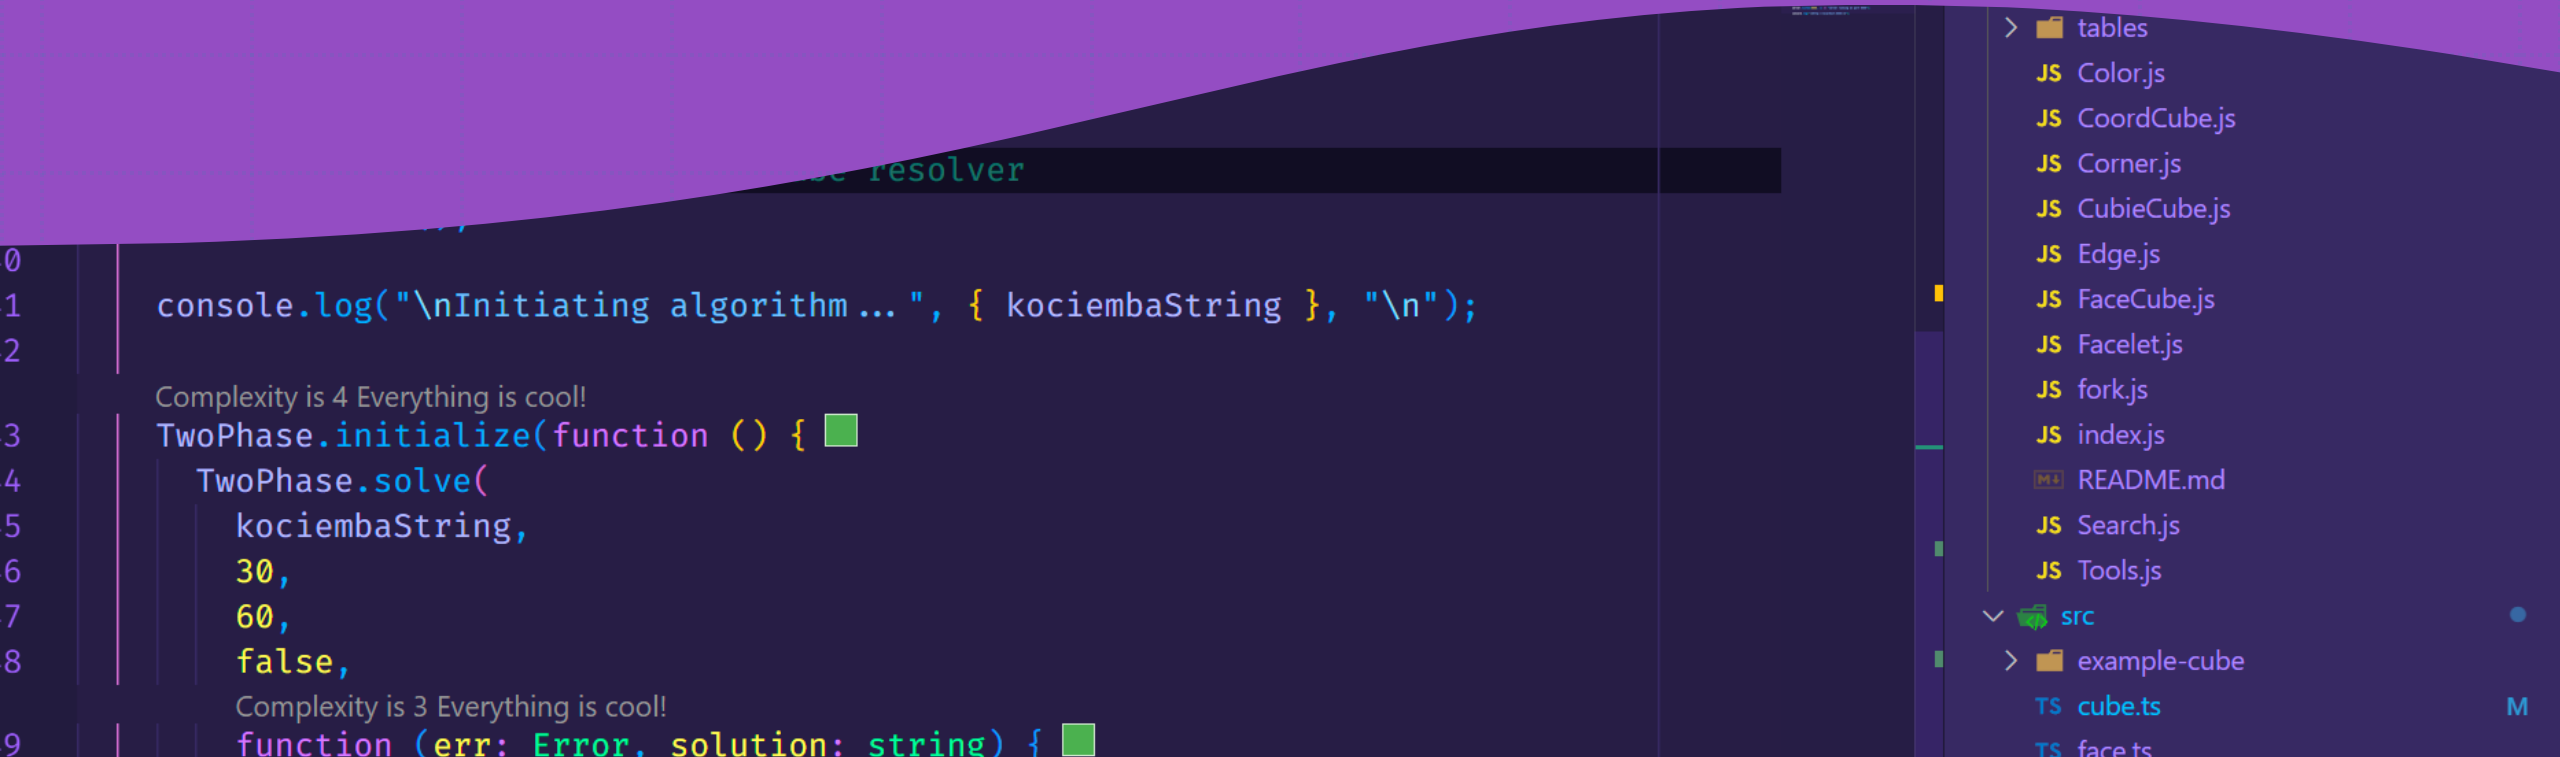 resolver
0
1 console.log("\nInitiating algorithm...", { kociembaString }, "\n");
2
Complexity is 4 Everything is cool!
3 TwoPhase.initialize(function () {
4 TwoPhase.solve(
5 kociembaString,
6 30,
7 60,
8 false,
Complexity is 3 Everything is cool!
9 function (err: Error, solution: string) {
tables
JS Color.js
JS CoordCube.js
JS Corner.js
JS CubieCube.js
JS Edge.js
JS FaceCube.js
JS Facelet.js
JS fork.js
JS index.js
M↓ README.md
JS Search.js
JS Tools.js
src
example-cube
TS cube.ts M
TS face.ts